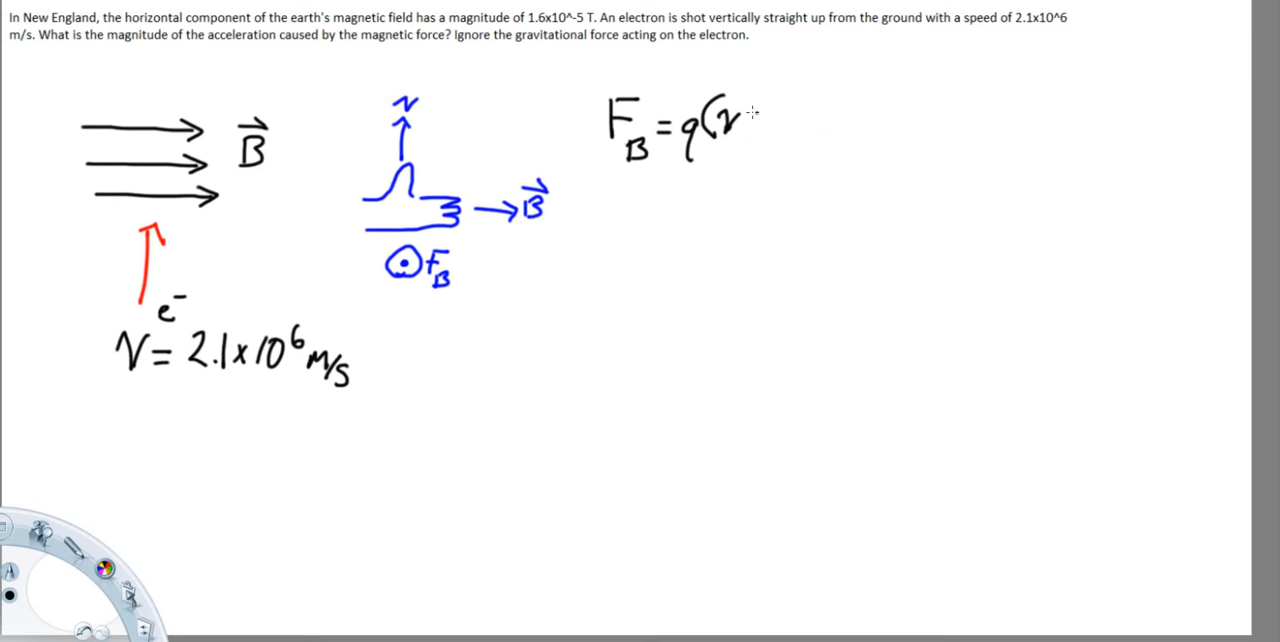 In New England, the horizontal component of the earth's magnetic field has a magnitude of 1.6x10^-5 T. An electron is shot vertically straight up from the ground with a speed of 2.1x10^6
m/s. What is the magnitude of the acceleration caused by the magnetic force? Ignore the gravitational force acting on the electron.
B
v
F_B = q(v
B
F_B
e⁻
V = 2.1 x 10⁶ m/s
A